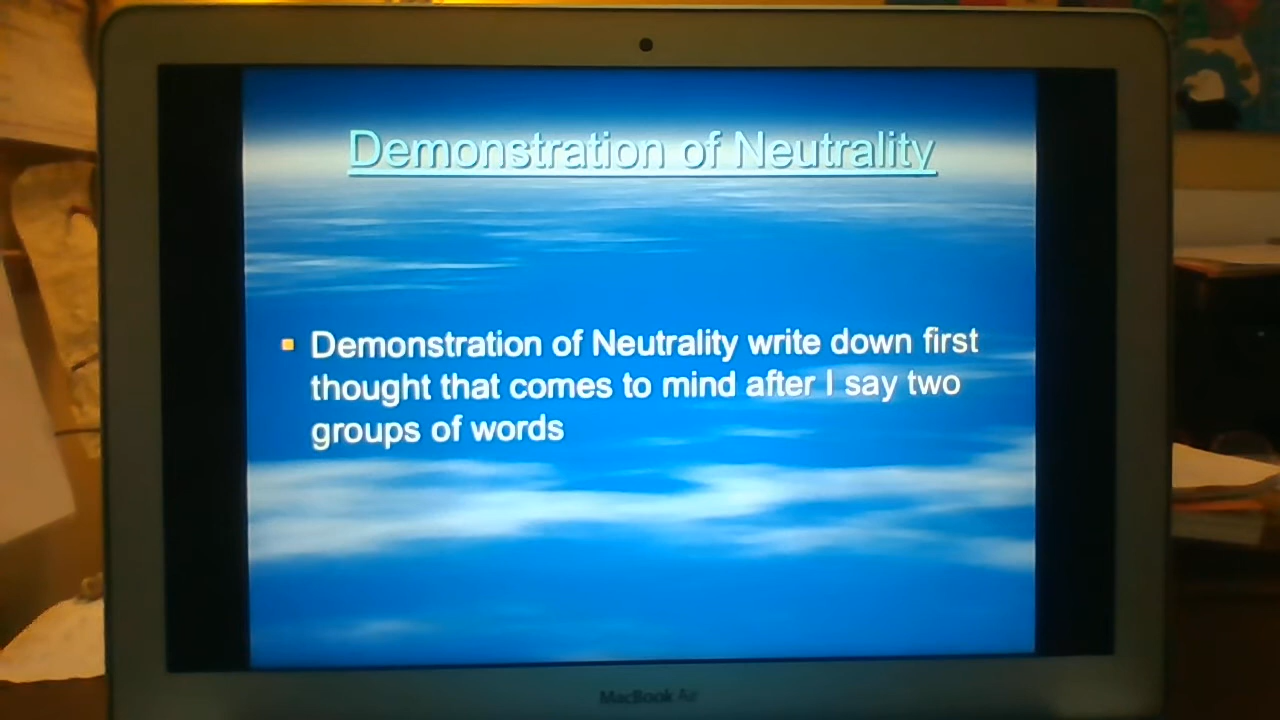 Demonstration of Neutrality
Demonstration of Neutrality write down first
thought that comes to mind after I say two
groups of words
MacBook Air